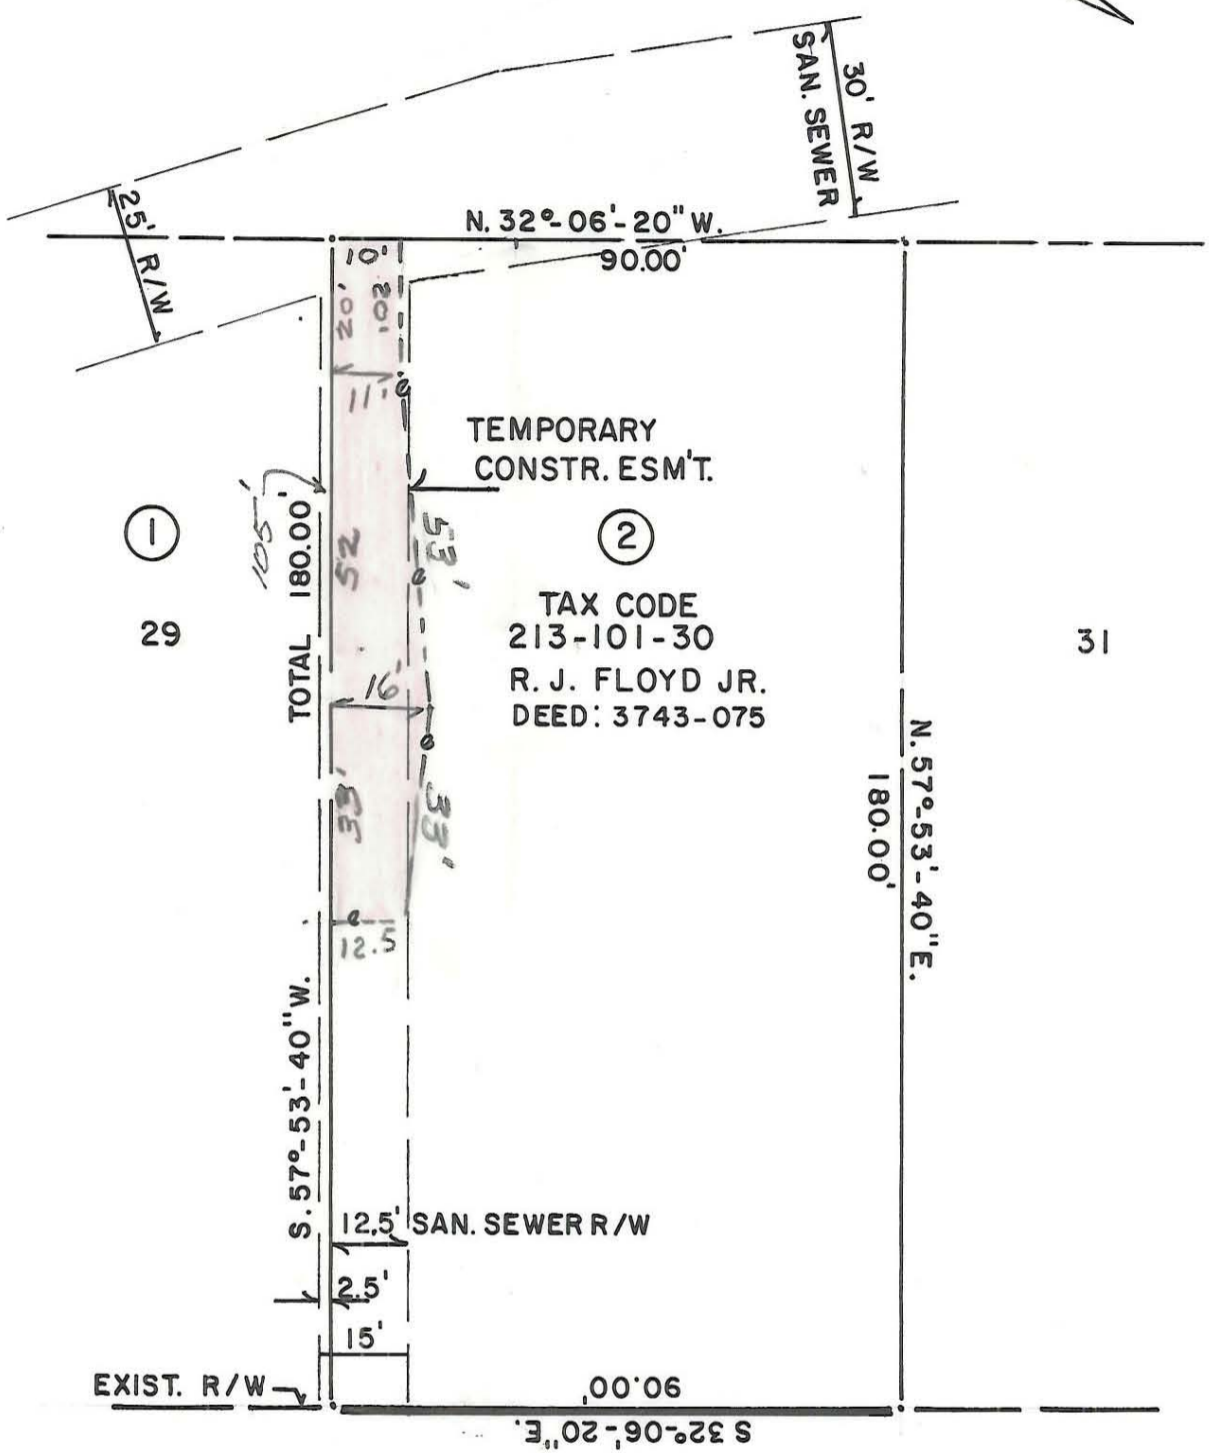 30' R/W
SAN. SEWER
25' R/W
N. 32°-06'-20" W.
90.00'
10'
20'
20'
11'
TEMPORARY
CONSTR. ESM'T.
105'
TOTAL 180.00'
52
53'
1
2
29
TAX CODE
213-101-30
R. J. FLOYD JR.
DEED: 3743-075
31
16'
33'
33'
N. 57°-53'-40" E.
180.00'
12.5
S. 57°-53'-40" W.
12.5' SAN. SEWER R/W
2.5'
15'
EXIST. R/W
90.00'
S 32°-06'-20" E.